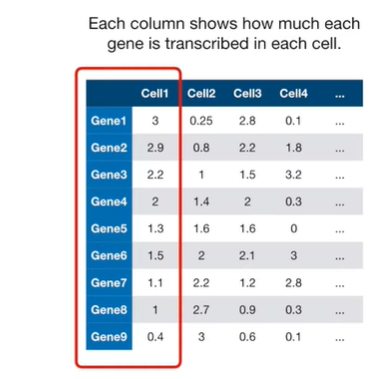 Each column shows how much each
gene is transcribed in each cell.
Cell1 Cell2 Cell3 Cell4 ...
Gene1 3 0.25 2.8 0.1 ...
Gene2 2.9 0.8 2.2 1.8 ...
Gene3 2.2 1 1.5 3.2 ...
Gene4 2 1.4 2 0.3 ...
Gene5 1.3 1.6 1.6 0 ...
Gene6 1.5 2 2.1 3 ...
Gene7 1.1 2.2 1.2 2.8 ...
Gene8 1 2.7 0.9 0.3 ...
Gene9 0.4 3 0.6 0.1 ...